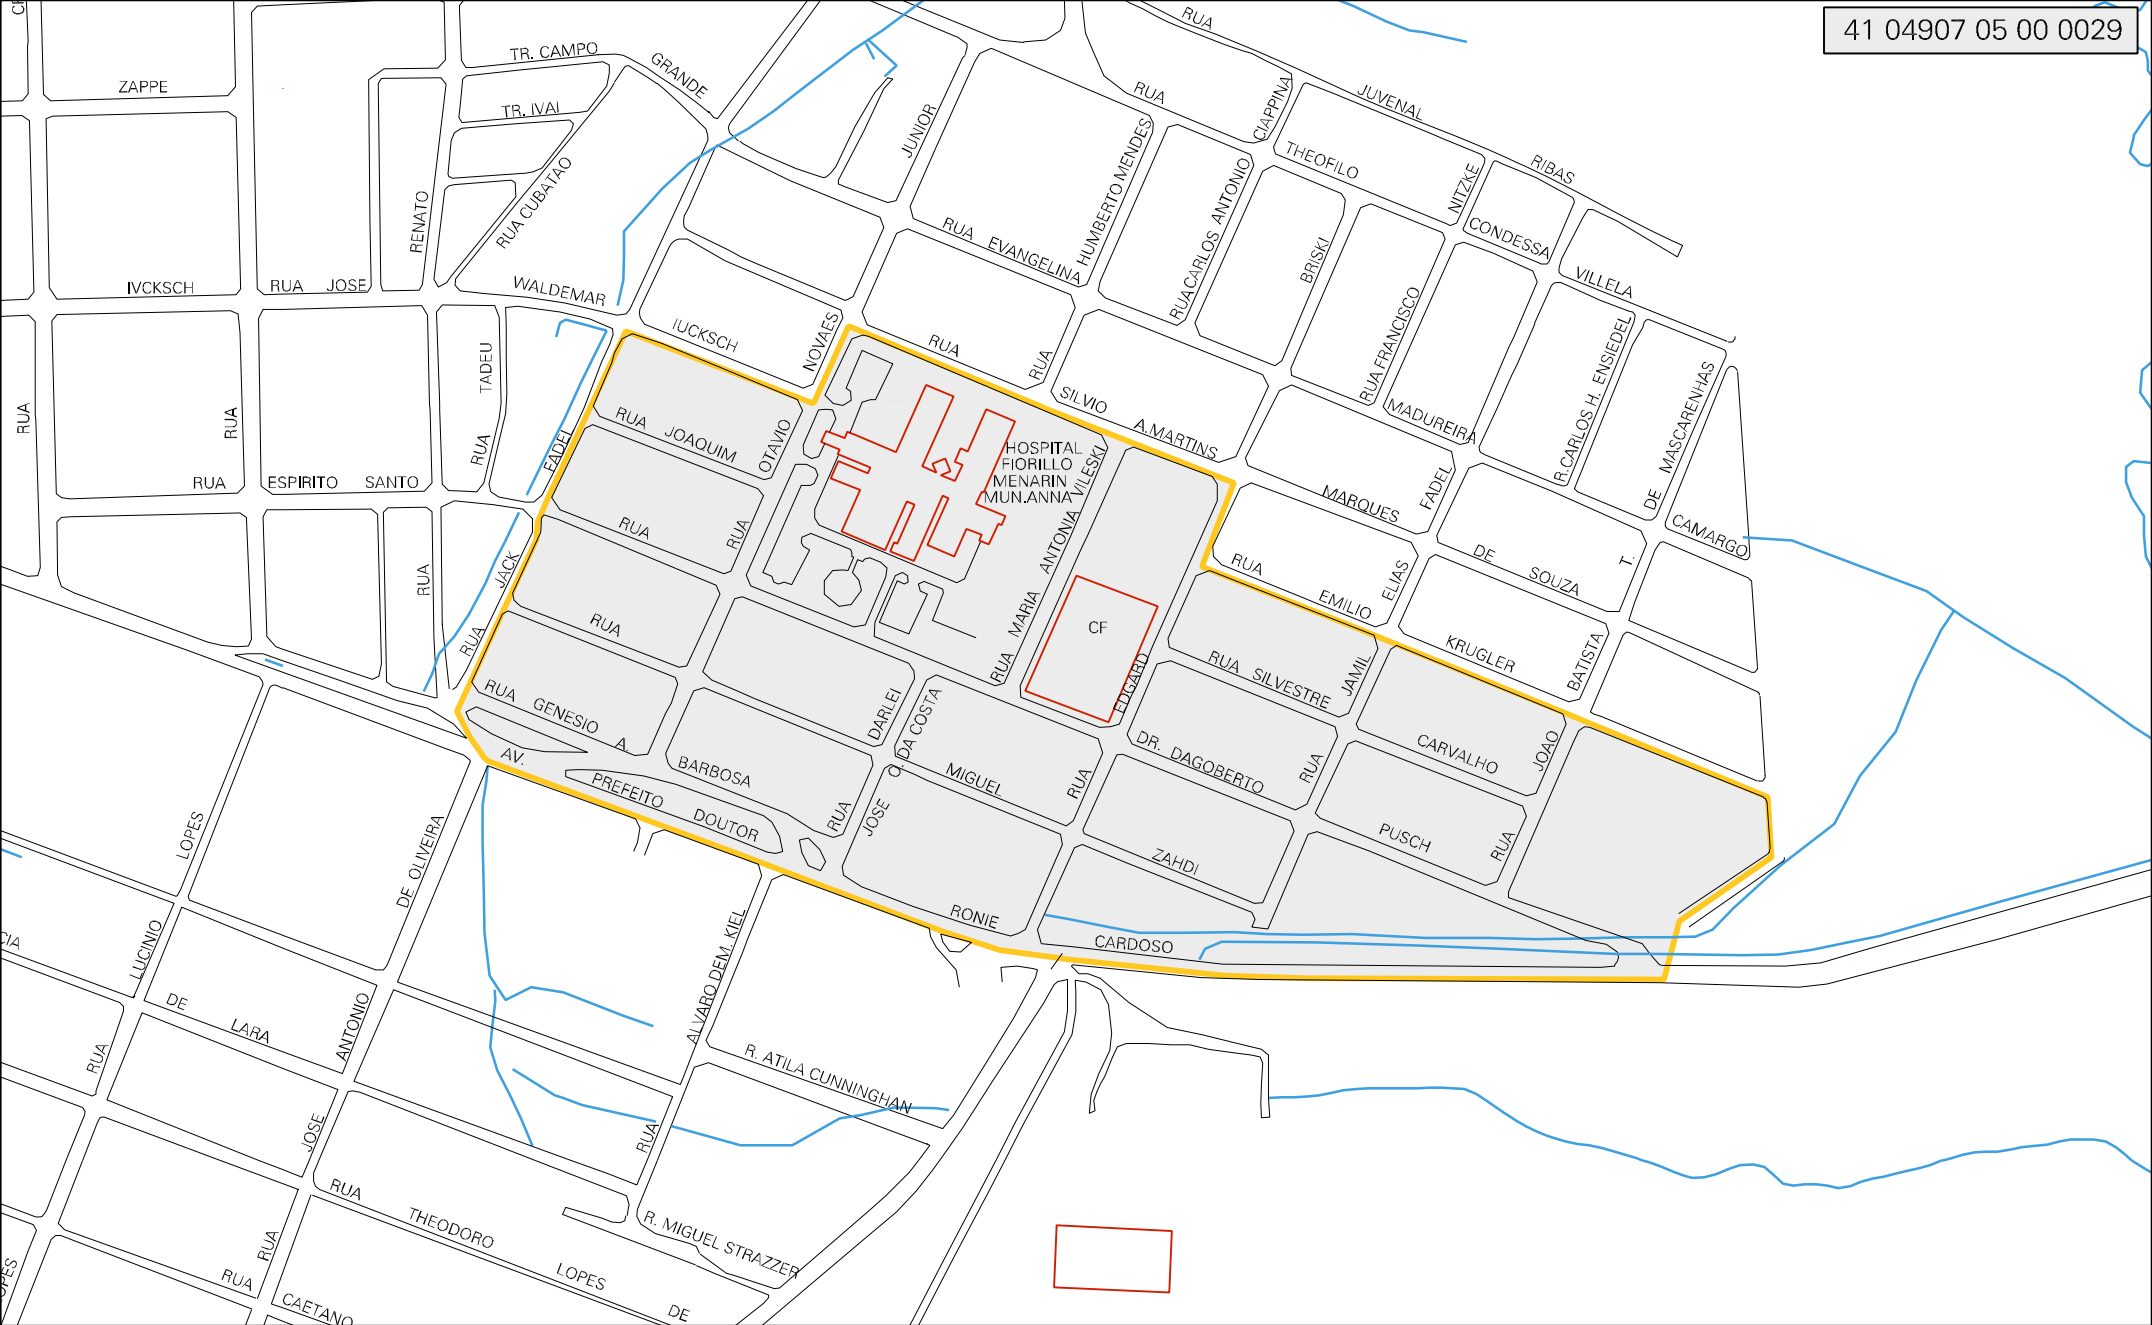 41 04907 05 00 0029
RUA
TR. CAMPO
GRANDE
ZAPPE
TR. IVAI
RUA
CIAPPINA
JUVENAL
RIBAS
JUNIOR
HUMBERTO MENDES
THEOFILO
NITZKE
CONDESSA
VILLELA
RENATO
RUA CUBATAO
RUA CARLOS ANTONIO
BRISKI
RUA EVANGELINA
IVCKSCH
RUA JOSE
WALDEMAR
IUCKSCH
NOVAES
RUA
RUA
RUA FRANCISCO
R.CARLOS H. ENSIEDEL
DE MASCARENHAS
TADEU
RUA
RUA
RUA
FADEL
RUA JOAQUIM
OTAVIO
SILVIO
A.MARTINS
MADUREIRA
RUA
ESPIRITO
SANTO
HOSPITAL
FIORILLO
MENARIN
MUN.ANNA
RUA MARIA ANTONIA VILESKI
MARQUES
FADEL
CAMARGO
RUA
RUA
RUA
JACK
RUA
RUA
RUA
EMILIO
ELIAS
DE
SOUZA
T.
KRUGLER
BATISTA
CF
EDGARD
RUA SILVESTRE
JAMIL
RUA GENESIO A.
BARBOSA
DARLEI
O. DA COSTA
MIGUEL
RUA
DR. DAGOBERTO
RUA
CARVALHO
JOAO
AV.
PREFEITO
DOUTOR
RUA
JOSE
ZAHDI
PUSCH
RUA
RONIE
CARDOSO
LOPES
DE OLIVEIRA
LUCINIO
CIA
DE
LARA
ANTONIO
ALVARO DEM. KIEL
R. ATILA CUNNINGHAN
RUA
JOSE
RUA
RUA
THEODORO
LOPES
DE
R. MIGUEL STRAZZER
RUA
RUA
CAETANO